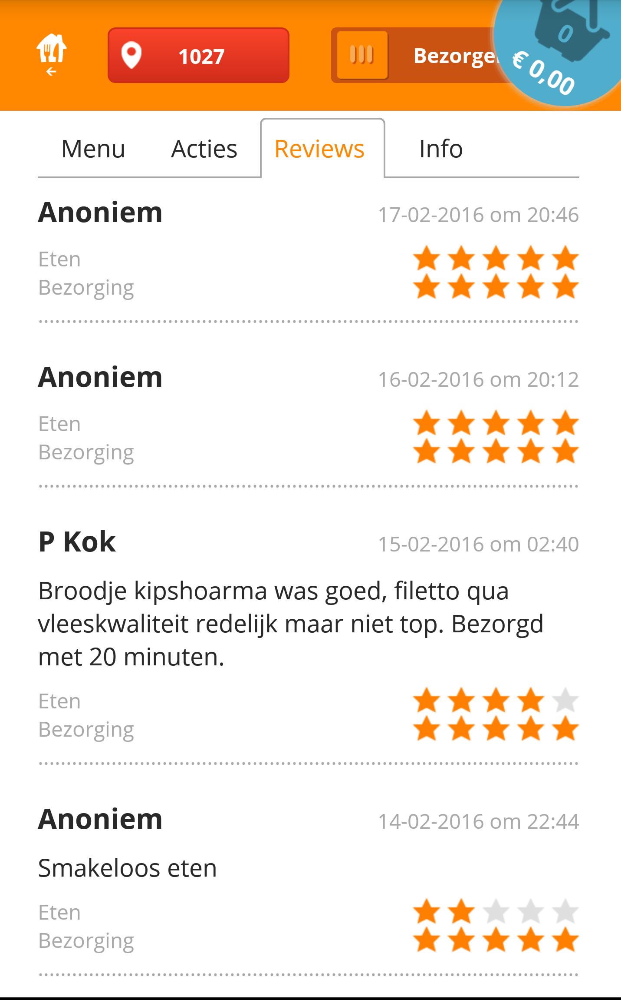 1027
Bezorge
0
€ 0,00
Menu Acties Reviews Info
Anoniem 17-02-2016 om 20:46
Eten
Bezorging
Anoniem 16-02-2016 om 20:12
Eten
Bezorging
P Kok 15-02-2016 om 02:40
Broodje kipshoarma was goed, filetto qua
vleeskwaliteit redelijk maar niet top. Bezorgd
met 20 minuten.
Eten
Bezorging
Anoniem 14-02-2016 om 22:44
Smakeloos eten
Eten
Bezorging